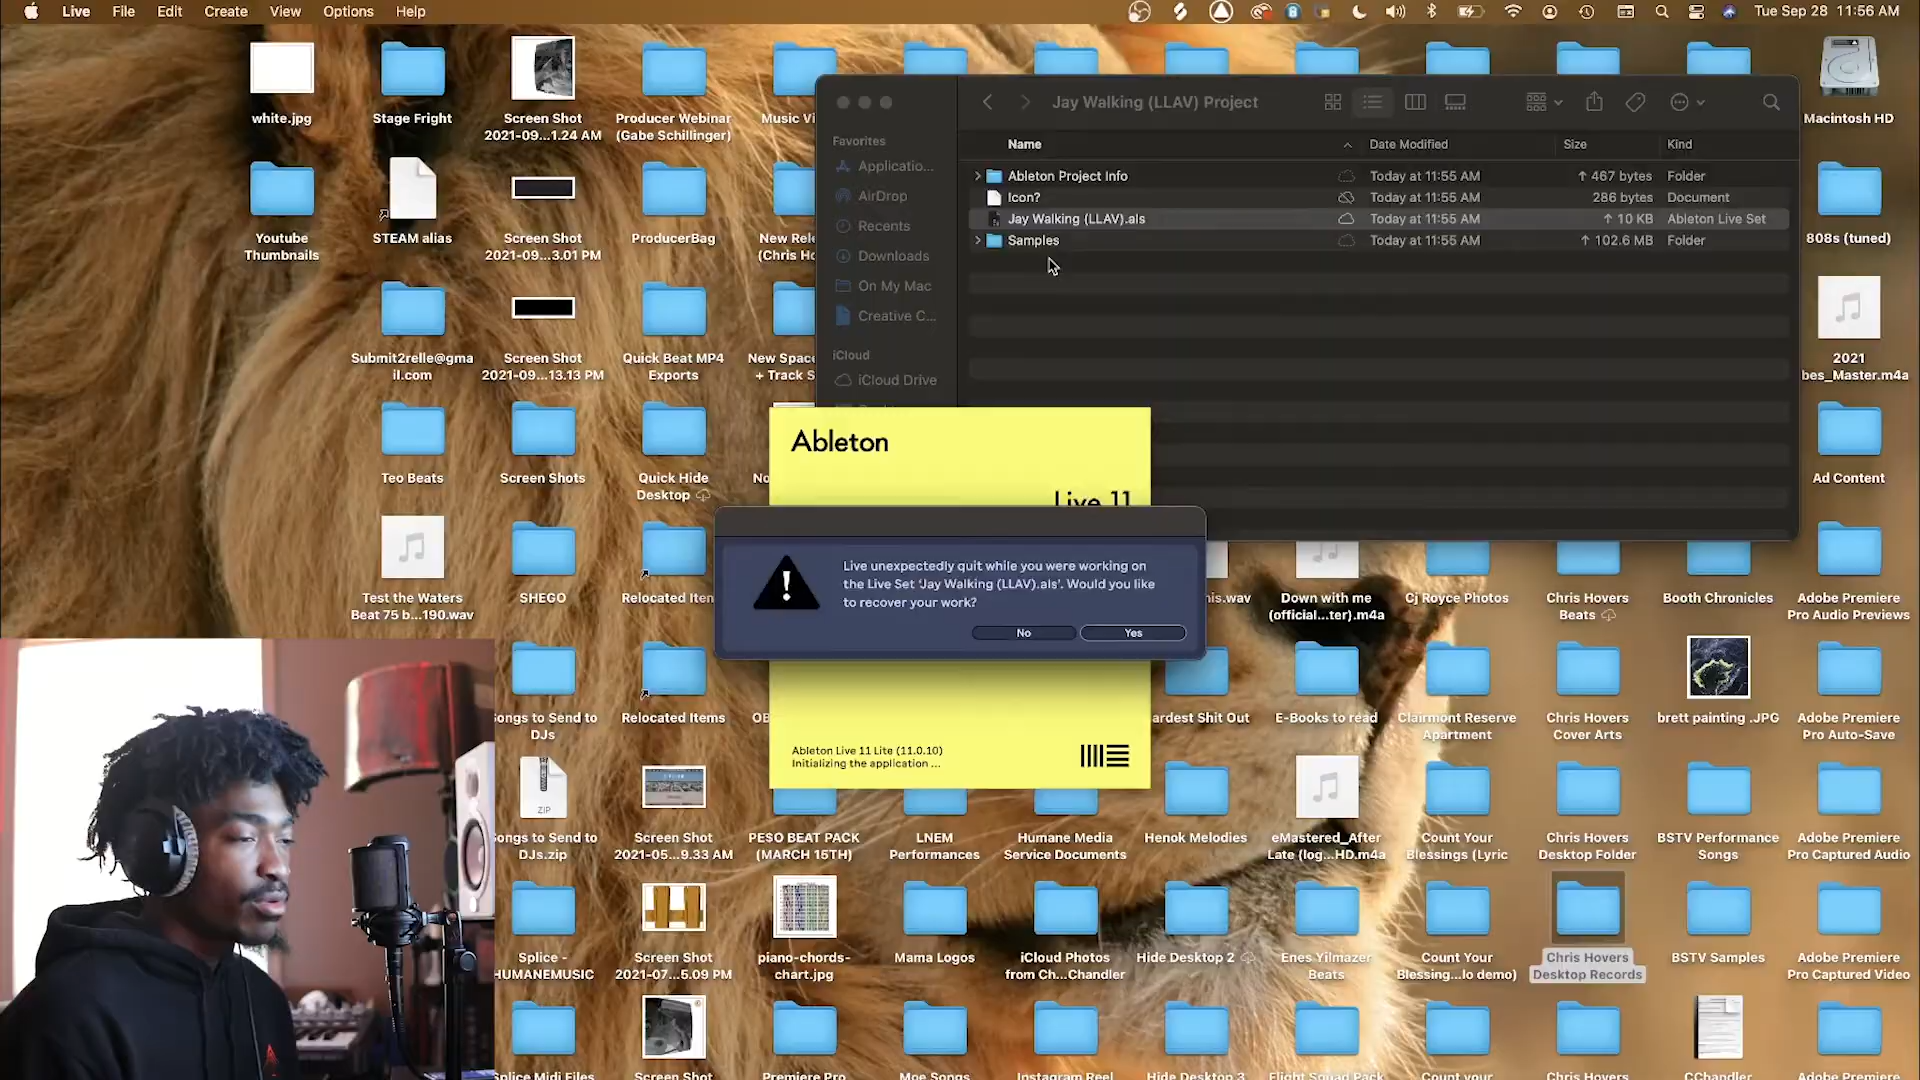 Live File Edit Create View Options Help
Tue Sep 28 11:56 AM
white.jpg
Stage Fright
Screen Shot
2021-09...1.24 AM
Producer Webinar
(Gabe Schillinger)
Music Vi
Macintosh HD
Jay Walking (LLAV) Project
Favorites
Applicatio...
AirDrop
Recents
Downloads
On My Mac
Creative C...
iCloud
iCloud Drive
Name Date Modified Size Kind
Ableton Project Info Today at 11:55 AM 467 bytes Folder
Icon? Today at 11:55 AM 286 bytes Document
Jay Walking (LLAV).als Today at 11:55 AM 10 KB Ableton Live Set
Samples Today at 11:55 AM 102.6 MB Folder
Youtube
Thumbnails
STEAM alias
Screen Shot
2021-09...3.01 PM
ProducerBag
New Rel
(Chris Ho
808s (tuned)
Submit2relle@gma
il.com
Screen Shot
2021-09...13.13 PM
Quick Beat MP4
Exports
New Space
+ Track S
2021
bes_Master.m4a
Teo Beats
Screen Shots
Quick Hide
Desktop
No
Ad Content
Ableton
Live 11
Live unexpectedly quit while you were working on
the Live Set 'Jay Walking (LLAV).als'. Would you like
to recover your work?
No Yes
Ableton Live 11 Lite (11.0.10)
Initializing the application ...
Test the Waters
Beat 75 b...190.wav
SHEGO
Relocated Iten
his.wav
Down with me
(official...ter).m4a
Cj Royce Photos
Chris Hovers
Beats
Booth Chronicles
Adobe Premiere
Pro Audio Previews
Songs to Send to
DJs
Relocated Items
OB
ardest Shit Out
E-Books to read
Clairmont Reserve
Apartment
Chris Hovers
Cover Arts
brett painting .JPG
Adobe Premiere
Pro Auto-Save
ZIP
Songs to Send to
DJs.zip
Screen Shot
2021-05...9.33 AM
PESO BEAT PACK
(MARCH 15TH)
LNEM
Performances
Humane Media
Service Documents
Henok Melodies
eMastered_After
Late (log...HD.m4a
Count Your
Blessings (Lyric
Chris Hovers
Desktop Folder
BSTV Performance
Songs
Adobe Premiere
Pro Captured Audio
Splice -
HUMANEMUSIC
Screen Shot
2021-07...5.09 PM
piano-chords-
chart.jpg
Mama Logos
iCloud Photos
from Ch...Chandler
Hide Desktop 2
Enes Yilmazer
Beats
Count Your
Blessing...lo demo)
Chris Hovers
Desktop Records
BSTV Samples
Adobe Premiere
Pro Captured Video
Splice Midi Files
Screen Shot
Premiere Pro
Moe Songs
Instagram Reel
Hide Desktop 3
Flight Squad Pack
Count your
CChandler
Adobe Premiere